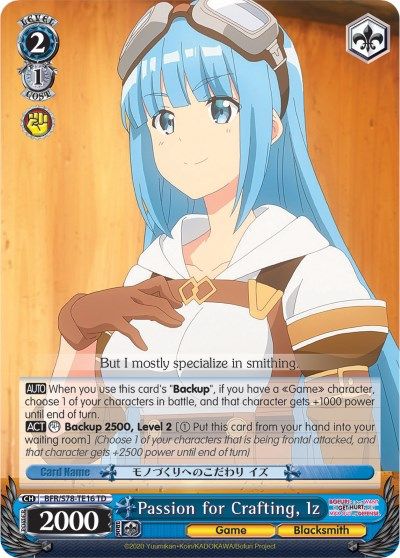 LEVEL
2
1
COST
But I mostly specialize in smithing.
AUTO When you use this card's "Backup", if you have a «Game» character,
choose 1 of your characters in battle, and that character gets +1000 power
until end of turn.
ACT Backup 2500, Level 2 [① Put this card from your hand into your
waiting room] (Choose 1 of your characters that is being frontal attacked, and
that character gets +2500 power until end of turn)
Card Name モノづくりへのこだわり イズ
CH BFR/S78-TE16 TD
POWER 2000 Passion for Crafting, Iz
Game Blacksmith
©2020 Yuumikan・Koin/KADOKAWA/Bofuri Project